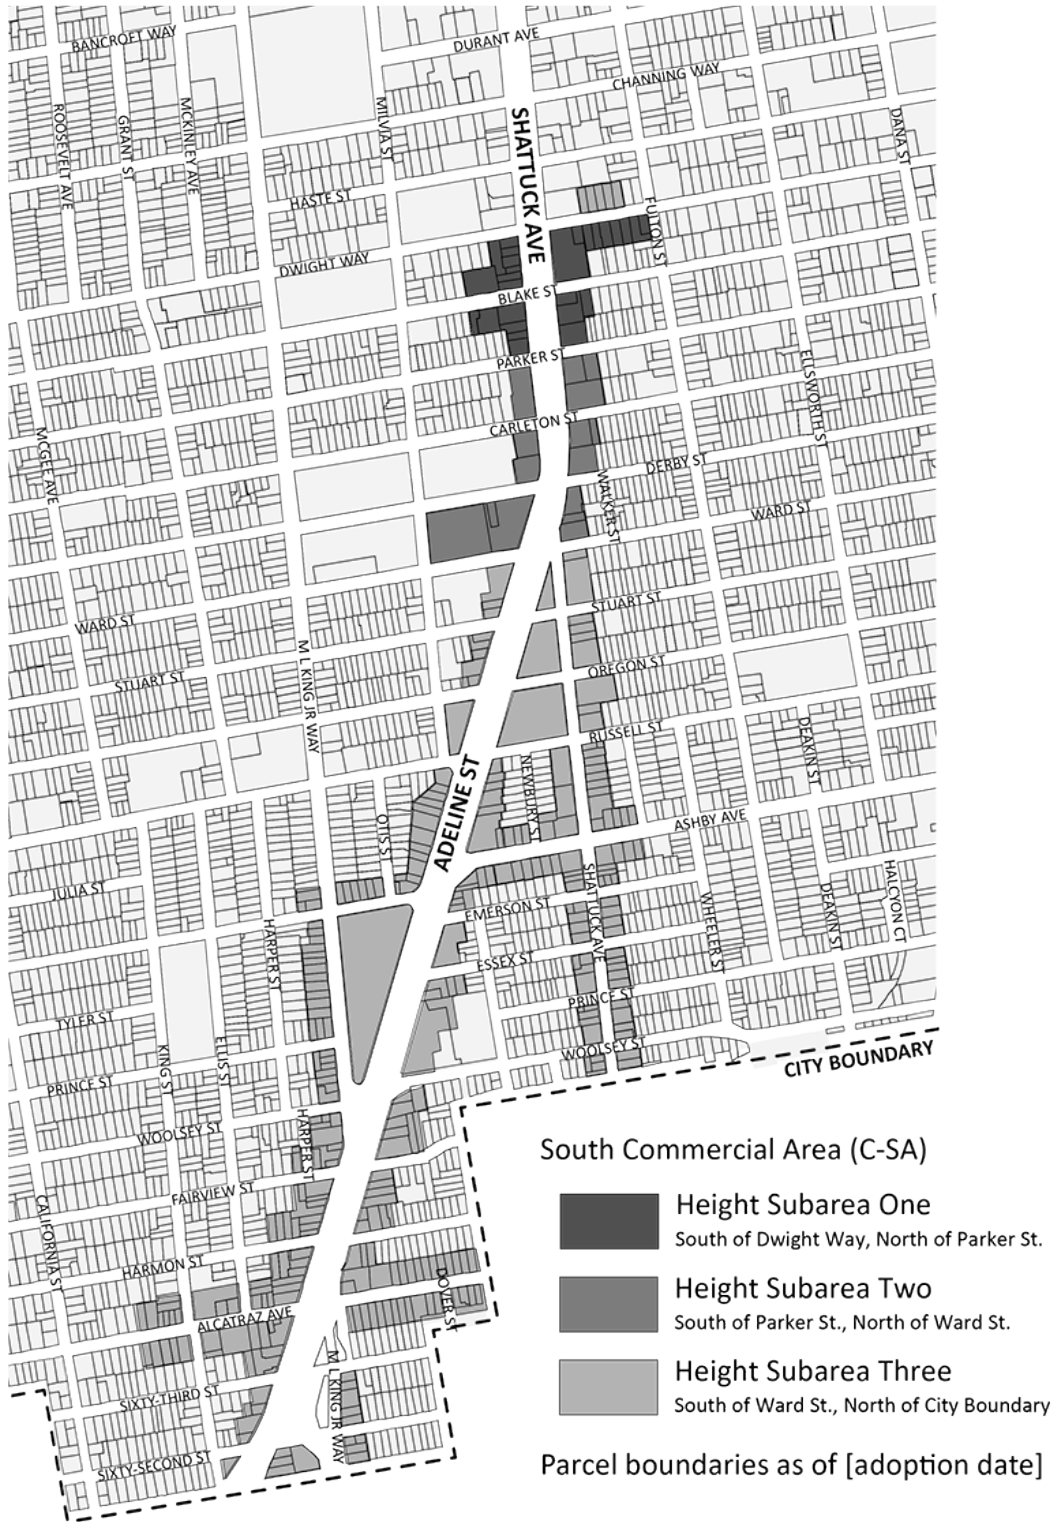 BANCROFT WAY
DURANT AVE
CHANNING WAY
ROOSEVELT AVE
GRANT ST
MCKINLEY AVE
MILVIA ST
SHATTUCK AVE
DANA ST
HASTE ST
FULTON ST
DWIGHT WAY
BLAKE ST
PARKER ST
ELLSWORTH ST
CARLETON ST
MCGEE AVE
DERBY ST
WALKER ST
WARD ST
STUART ST
WARD ST
M L KING JR WAY
OREGON ST
STUART ST
RUSSELL ST
DEAKIN ST
NEWBURY ST
ADELINE ST
OTIS ST
ASHBY AVE
JULIA ST
SHATTUCK AVE
WHEELER ST
DEAKIN ST
HALCYON CT
EMERSON ST
HARPER ST
ESSEX ST
PRINCE ST
TYLER ST
KING ST
ELLIS ST
WOOLSEY ST
CITY BOUNDARY
PRINCE ST
WOOLSEY ST
HARPER ST
FAIRVIEW ST
CALIFORNIA ST
HARMON ST
DOVER ST
ALCATRAZ AVE
M L KING JR WAY
SIXTY-THIRD ST
SIXTY-SECOND ST
South Commercial Area (C-SA)
Height Subarea One
South of Dwight Way, North of Parker St.
Height Subarea Two
South of Parker St., North of Ward St.
Height Subarea Three
South of Ward St., North of City Boundary
Parcel boundaries as of [adoption date]